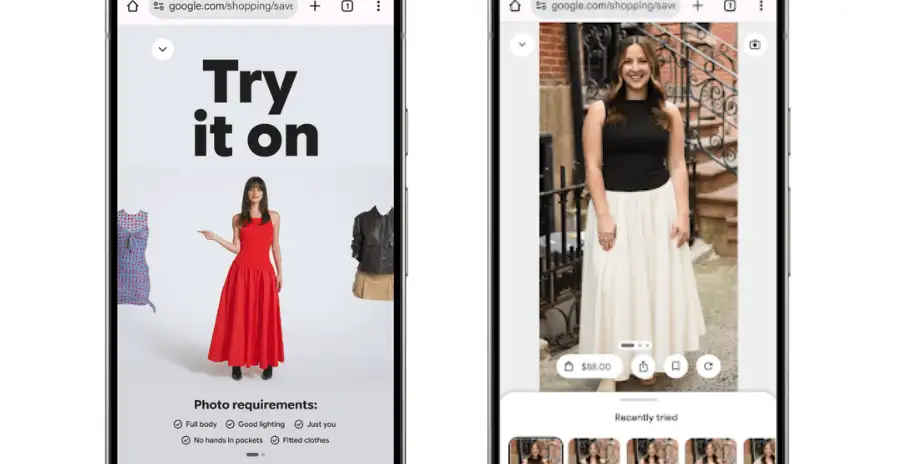 google.com/shopping/save
1
Try
it on
Photo requirements:
Full body Good lighting Just you
No hands in pockets Fitted clothes
google.com/shopping/save
1
$88.00
Recently tried